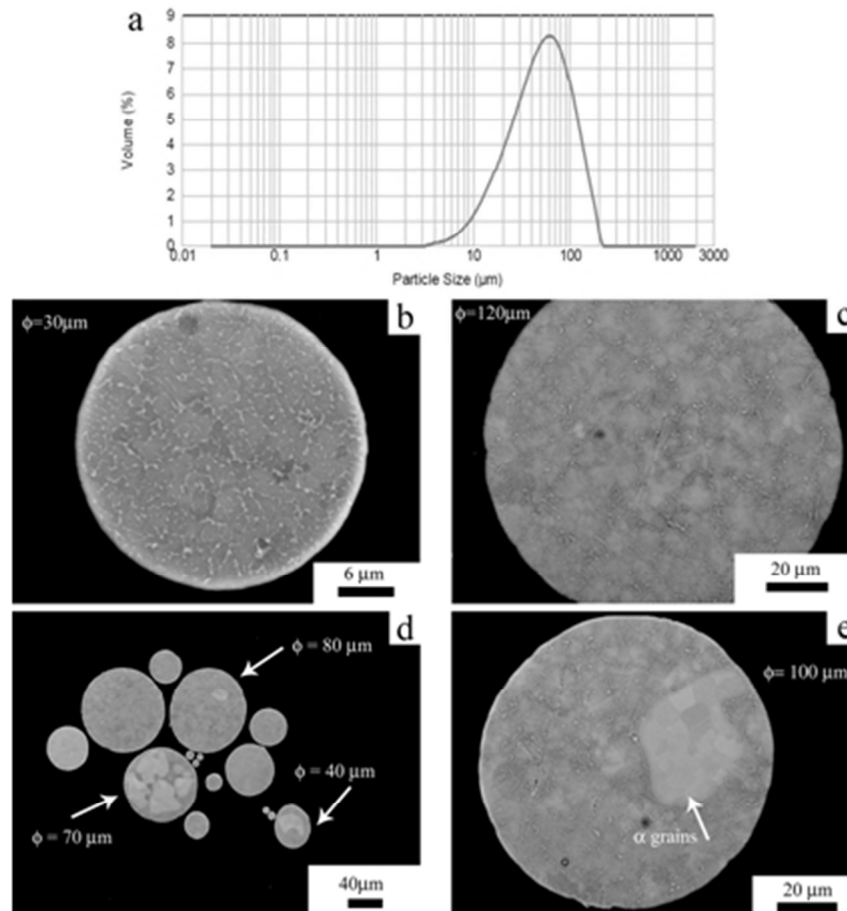 a
9
8
7
6
5
4
3
2
1
0
Volume (%)
0.01 0.1 1 10 100 1000 3000
Particle Size (µm)
b
ϕ=30µm
6 µm
c
ϕ=120µm
20 µm
d
ϕ = 80 µm
ϕ = 40 µm
ϕ = 70 µm
40µm
e
ϕ= 100 µm
α grains
20 µm